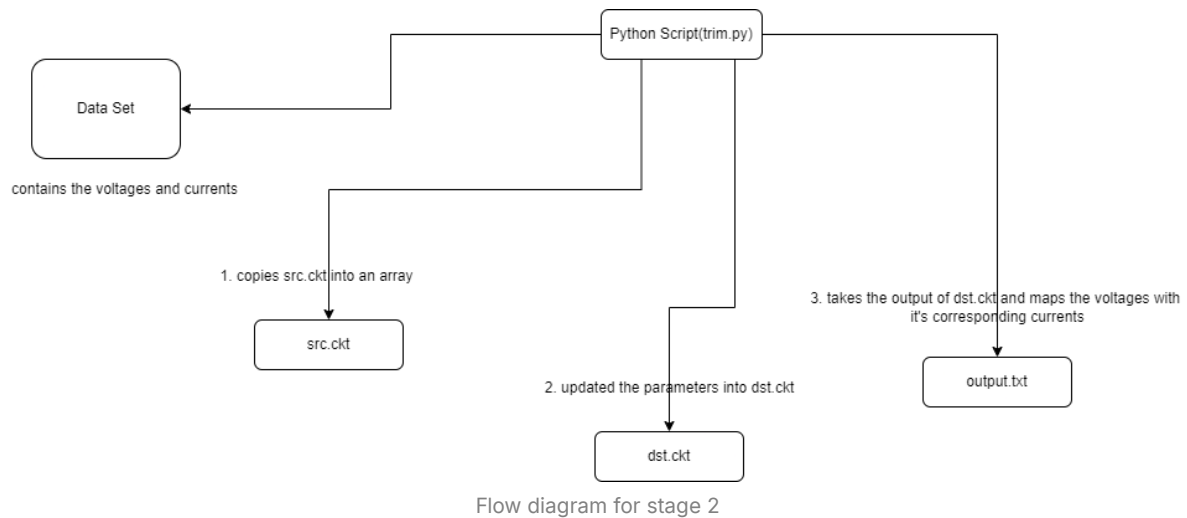 Python Script(trim.py)
Data Set
contains the voltages and currents
1. copies src.ckt into an array
src.ckt
3. takes the output of dst.ckt and maps the voltages with
it's corresponding currents
output.txt
2. updated the parameters into dst.ckt
dst.ckt
Flow diagram for stage 2